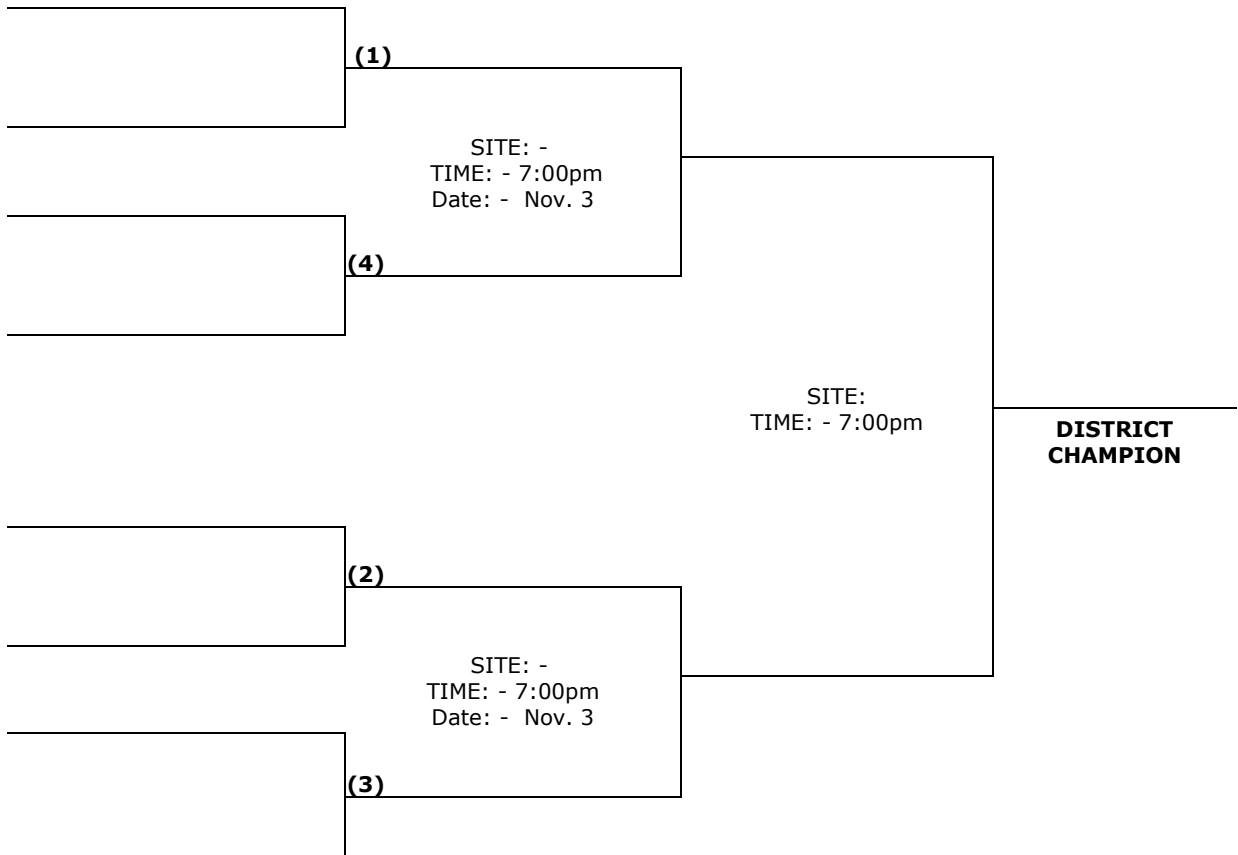 (1)
SITE: -
TIME: - 7:00pm
Date: -  Nov. 3
(4)
SITE:
TIME: - 7:00pm
DISTRICT
CHAMPION
(2)
SITE: -
TIME: - 7:00pm
Date: -  Nov. 3
(3)